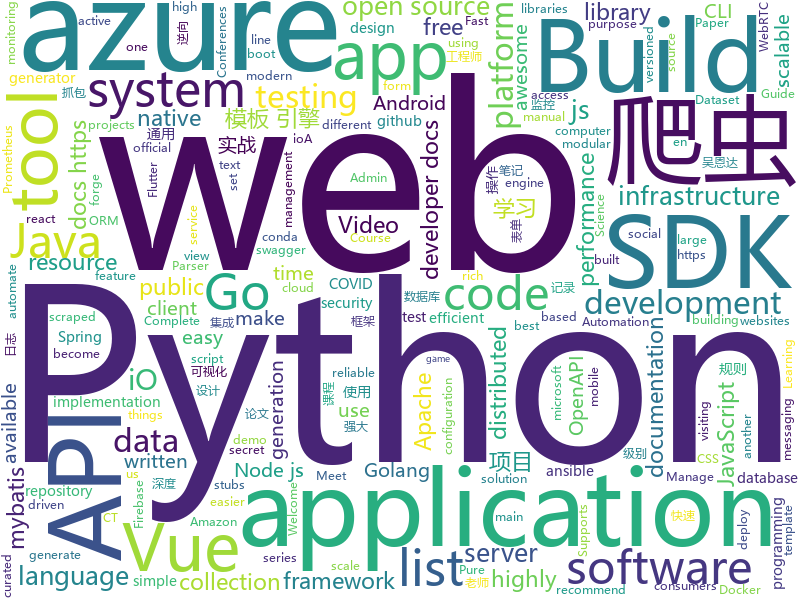 azure
app
open source
free
library
CLI
design
high
Conferences
line
boot
generator
active
one
Paper
Fast
monitoring
purpose
WebRTC
versioned
source
逆向
Build
工程师
Guide
Dataset
scalable
system
testing
platform
awesome
form
modern
using
native
Android
js
access
监控
manual
抓包
projects
模板 引擎
github
different
爬虫
computer
modular
tool
docs https
通用
official
text
set
实战
ioA
en
吴恩达
Prometheus
Flutter
react
ORM
web
management
Admin
engine
笔记
操作
表单
学习
infrastructure
performance
developer docs
Science
view
conda
swagger
Video
Course
service
Java
resource
Parser
rich
social
large
https
built
SDK
Go
COVID
数据库
time
security
public
client
feature
cloud
automate
集成
script
框架
test
code
development
make
Automation
websites
building
Complete
记录
日志
Spring
scraped
easy
efficient
best
based
become
Python
microsoft
mobile
game
Learning
iO
reliable
课程
generation
使用
强大
Apache
configuration
distributed
OpenAPI
documentation
JavaScript
规则
visiting
messaging
available
implementation
可视化
设计
论文
use
things
us
demo
secret
Node js
Golang
项目
ansible
级别
CSS
database
another
mybatis
API
data
written
深度
Meet
solution
Manage
repository
driven
stubs
easier
Amazon
application
main
Supports
deploy
programming
template
CT
Firebase
Welcome
Vue
list
server
快速
Docker
language
simple
generate
collection
framework
series
scale
highly
recommend
Pure
老师
software
consumers
curated
forge